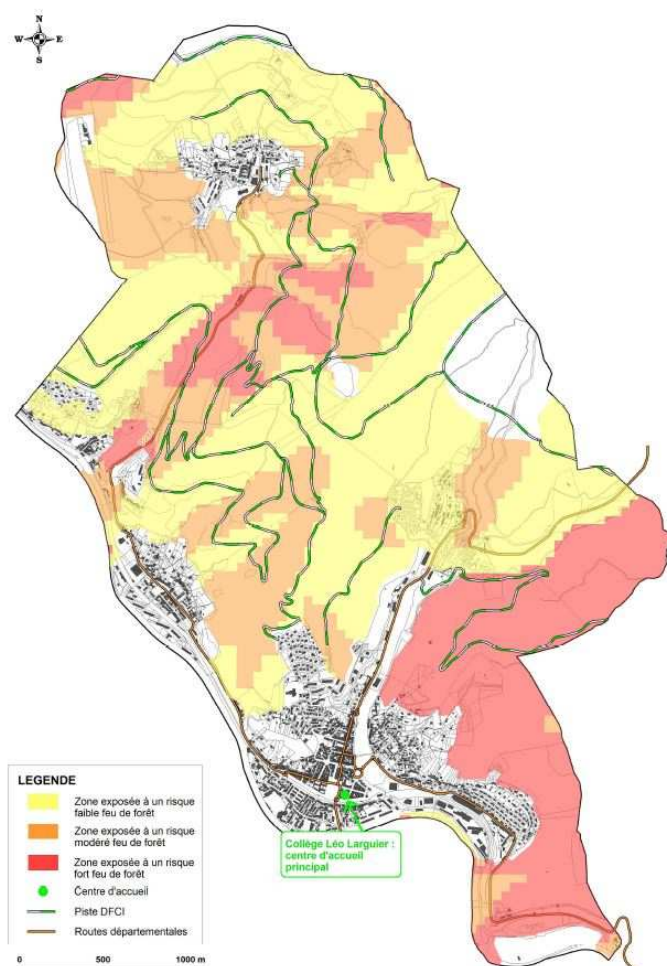 N
W E
S
LEGENDE
Zone exposée à un risque
faible feu de forêt
Zone exposée à un risque
modéré feu de forêt
Zone exposée à un risque
fort feu de forêt
Centre d'accueil
Piste DFCI
Routes départementales
0 500 1000 m
Collège Léo Larguier :
centre d'accueil
principal